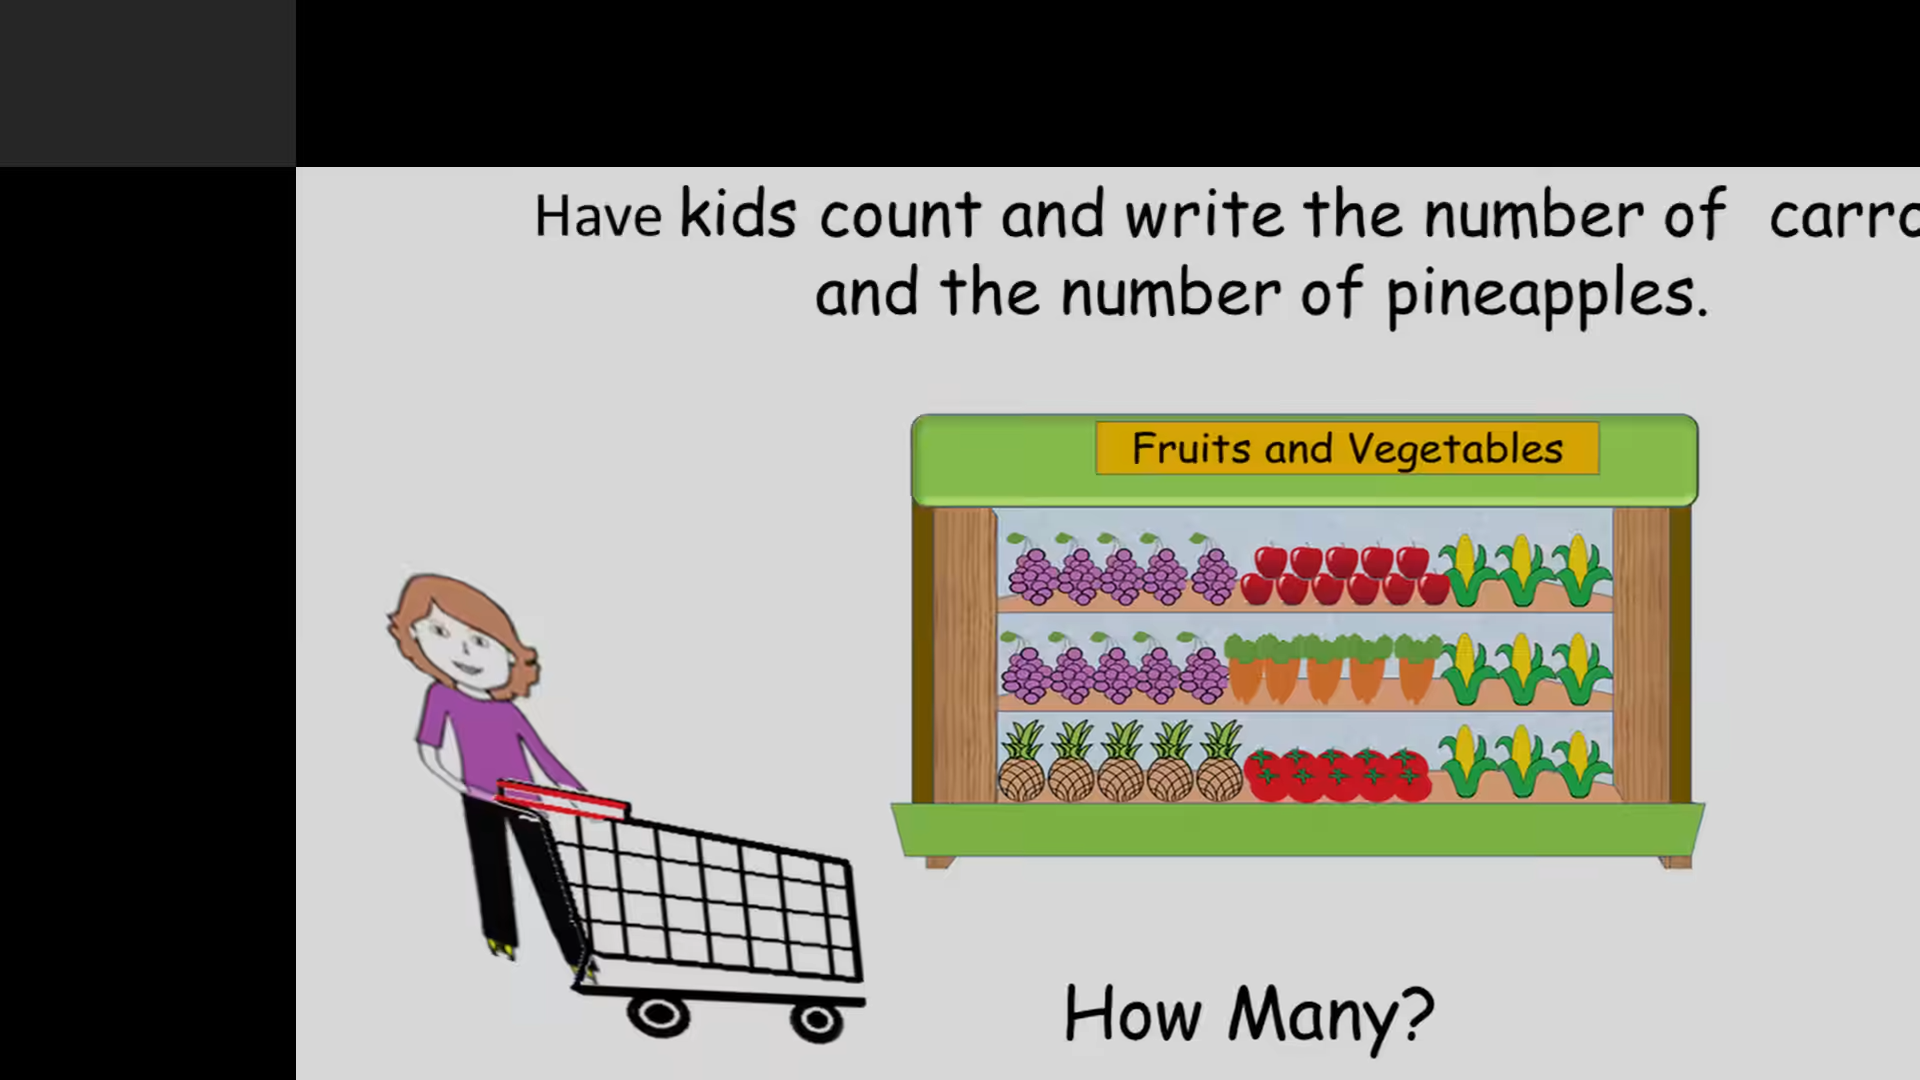 Have kids count and write the number of
and the number of pineapples.
Fruits and Vegetables
How Many?